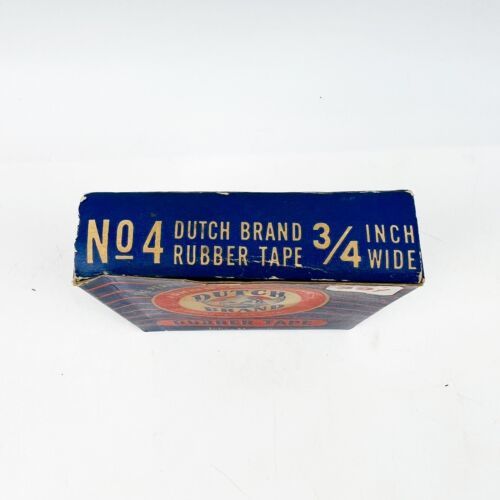 No 4 DUTCH BRAND 3/4 INCH
RUBBER TAPE WIDE
DUTCH
BRAND
RUBBER TAPE